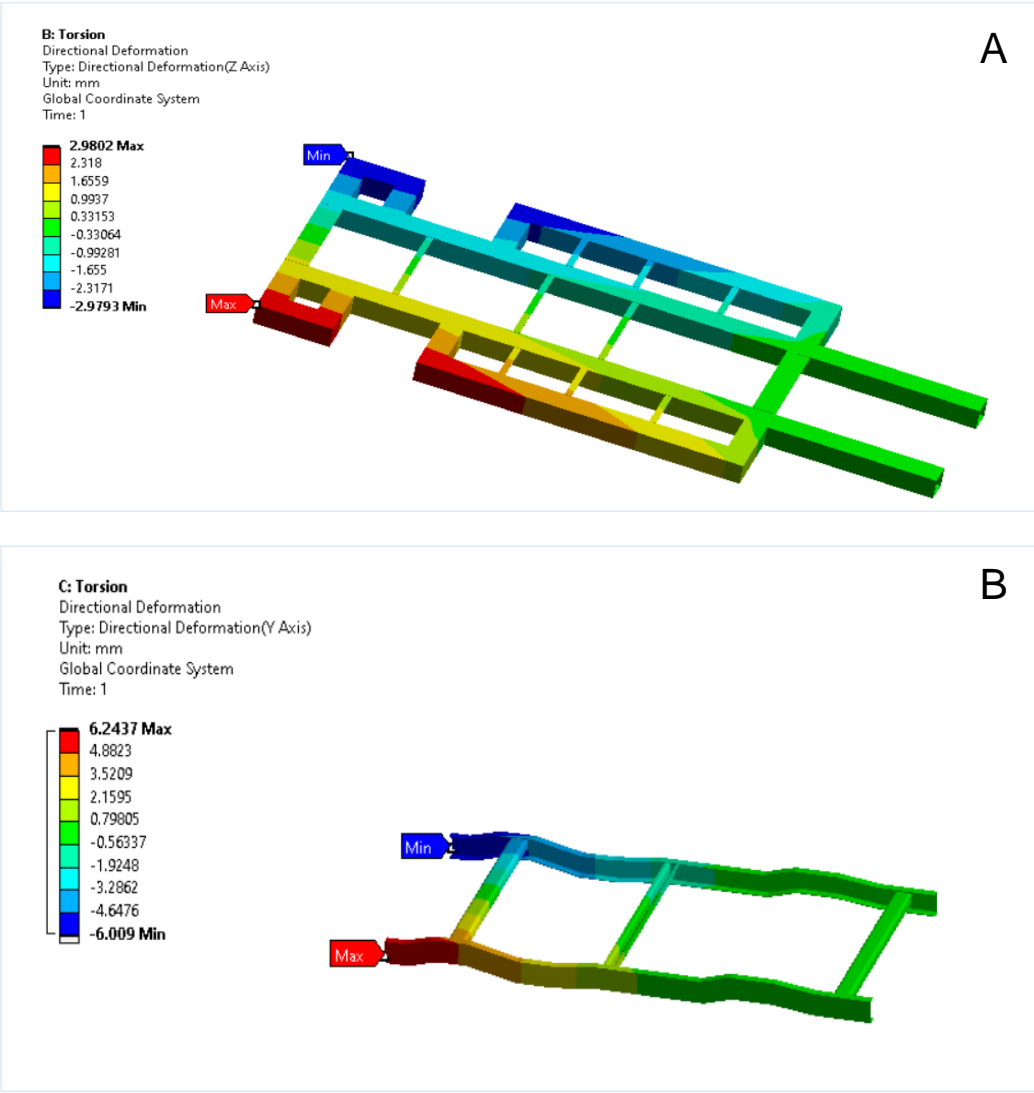 A
B: Torsion
Directional Deformation
Type: Directional Deformation(Z Axis)
Unit: mm
Global Coordinate System
Time: 1
2.9802 Max
2.318
1.6559
0.9937
0.33153
-0.33064
-0.99281
-1.655
-2.3171
-2.9793 Min
Min
Max
B
C: Torsion
Directional Deformation
Type: Directional Deformation(Y Axis)
Unit: mm
Global Coordinate System
Time: 1
6.2437 Max
4.8823
3.5209
2.1595
0.79805
-0.56337
-1.9248
-3.2862
-4.6476
-6.009 Min
Min
Max